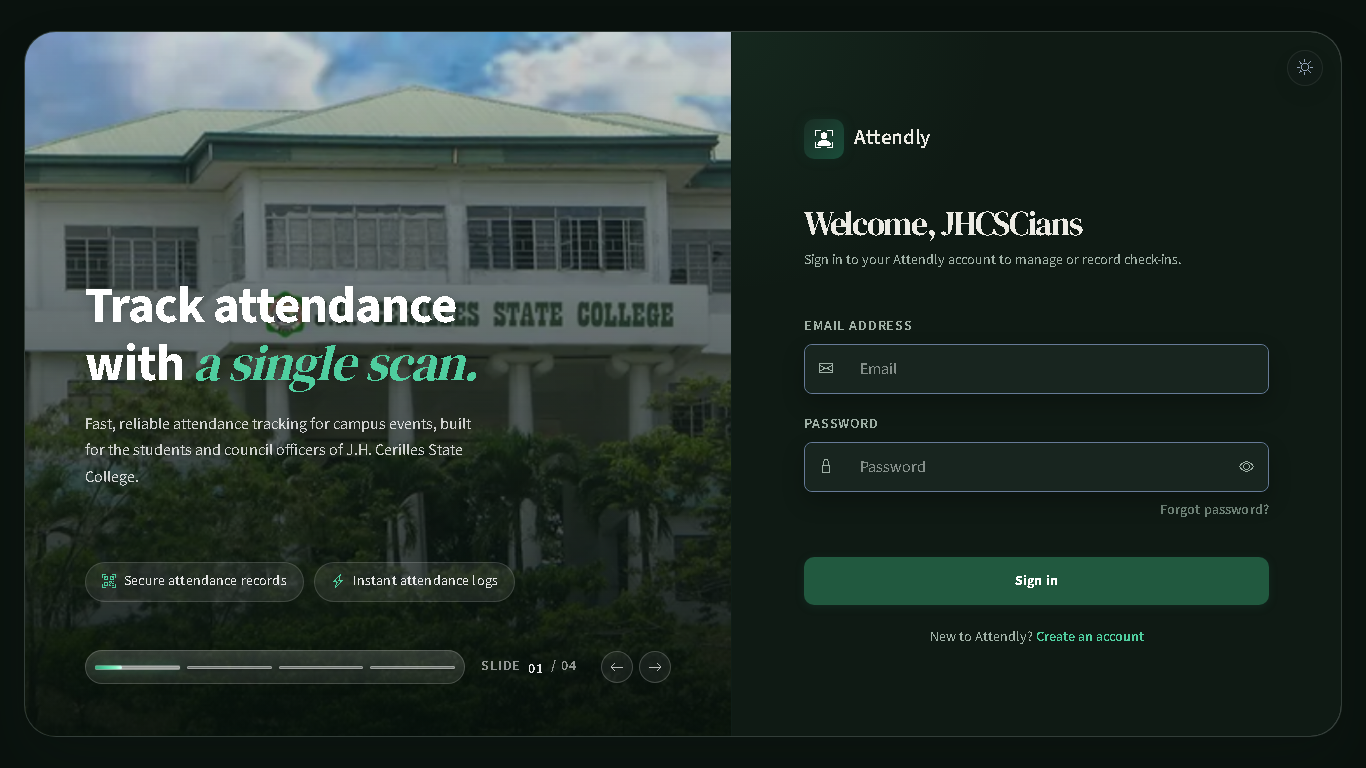 STATE COLLEGE
Track attendance
with a single scan.
Fast, reliable attendance tracking for campus events, built
for the students and council officers of J.H. Cerilles State
College.
Secure attendance records
Instant attendance logs
SLIDE 01 / 04
Attendly
Welcome, JHCSCians
Sign in to your Attendly account to manage or record check-ins.
EMAIL ADDRESS
Email
PASSWORD
Password
Forgot password?
Sign in
New to Attendly? Create an account